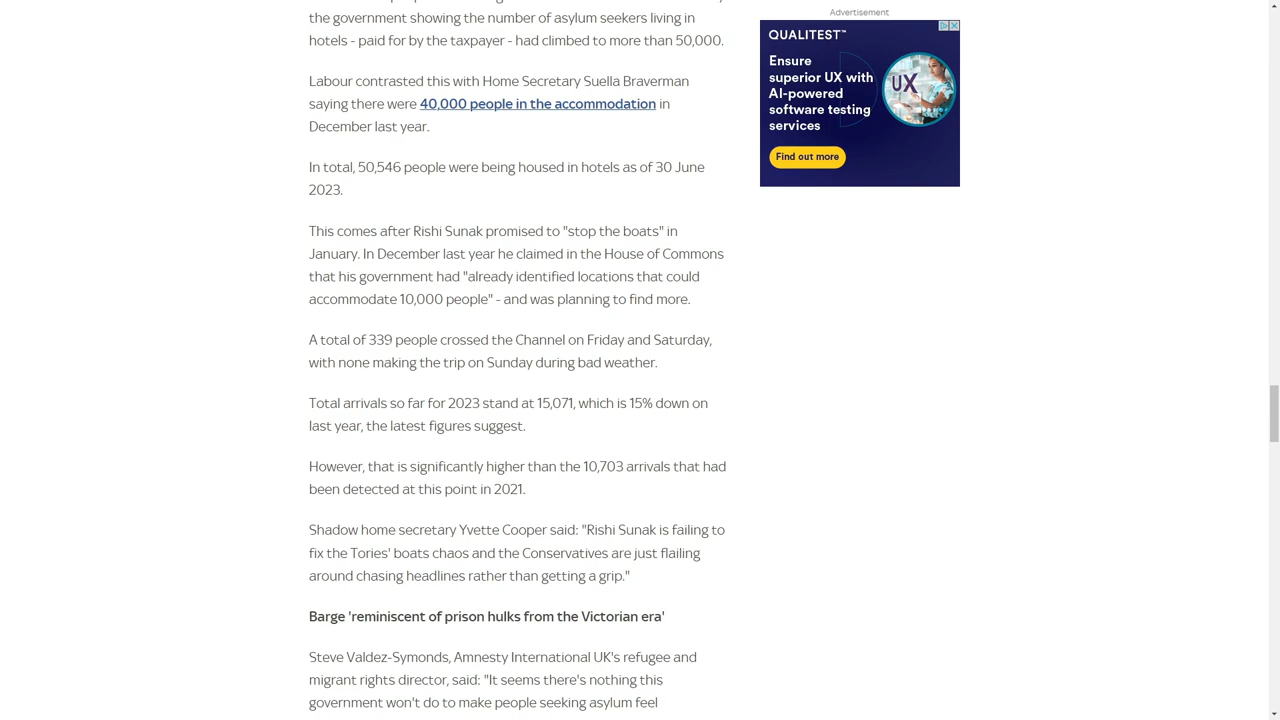 Advertisement
the government showing the number of asylum seekers living in
hotels - paid for by the taxpayer - had climbed to more than 50,000.
Labour contrasted this with Home Secretary Suella Braverman
saying there were 40,000 people in the accommodation in
December last year.
In total, 50,546 people were being housed in hotels as of 30 June
2023.
This comes after Rishi Sunak promised to "stop the boats" in
January. In December last year he claimed in the House of Commons
that his government had "already identified locations that could
accommodate 10,000 people" - and was planning to find more.
A total of 339 people crossed the Channel on Friday and Saturday,
with none making the trip on Sunday during bad weather.
Total arrivals so far for 2023 stand at 15,071, which is 15% down on
last year, the latest figures suggest.
However, that is significantly higher than the 10,703 arrivals that had
been detected at this point in 2021.
Shadow home secretary Yvette Cooper said: "Rishi Sunak is failing to
fix the Tories' boats chaos and the Conservatives are just flailing
around chasing headlines rather than getting a grip."
Barge 'reminiscent of prison hulks from the Victorian era'
Steve Valdez-Symonds, Amnesty International UK's refugee and
migrant rights director, said: "It seems there's nothing this
government won't do to make people seeking asylum feel
QUALITEST™
Ensure
superior UX with
AI-powered
software testing
services
Find out more
UX